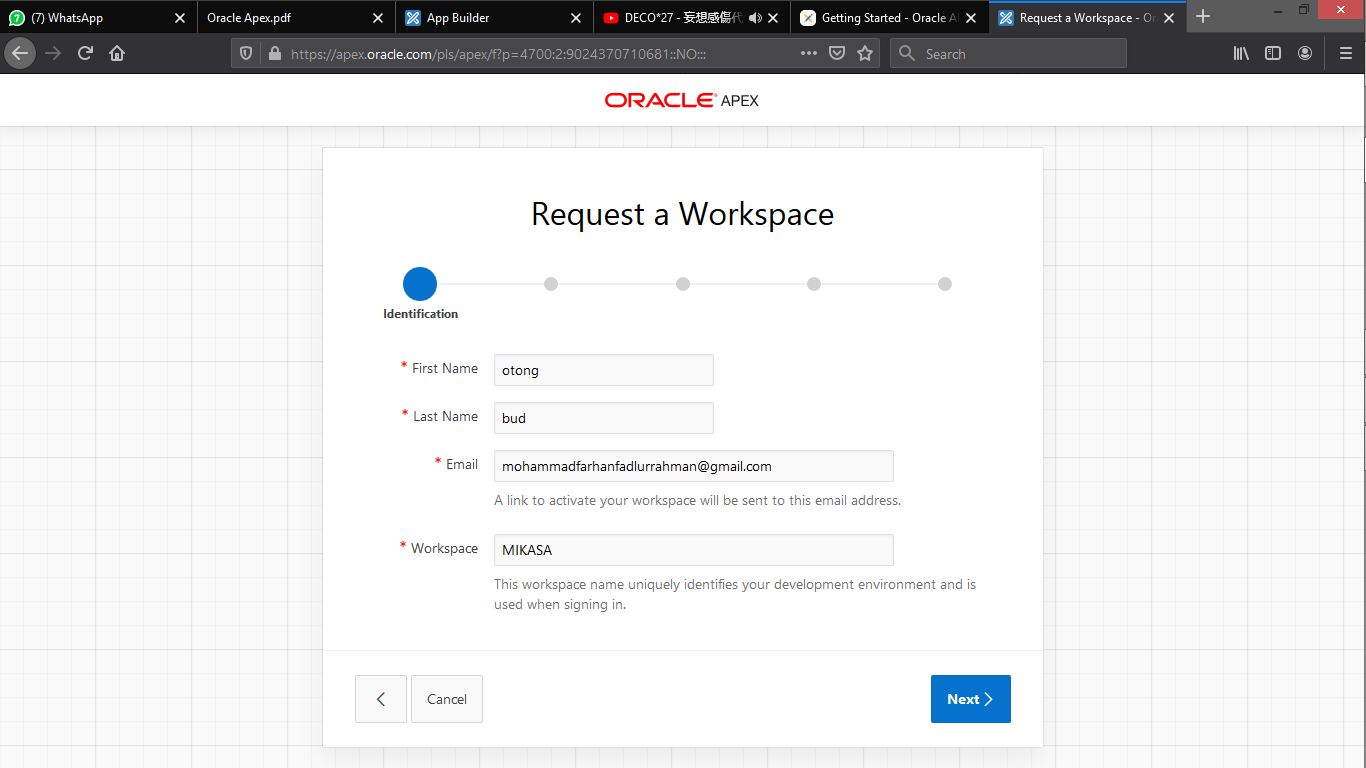 (7) WhatsApp
Oracle Apex.pdf
App Builder
DECO*27 - 妄想感傷代
Getting Started - Oracle A
Request a Workspace - Or
https://apex.oracle.com/pls/apex/f?p=4700:2:9024370710681::NO:::
Search
ORACLE APEX
Request a Workspace
Identification
* First Name
otong
* Last Name
bud
* Email
mohammadfarhanfadlurrahman@gmail.com
A link to activate your workspace will be sent to this email address.
* Workspace
MIKASA
This workspace name uniquely identifies your development environment and is
used when signing in.
Cancel
Next